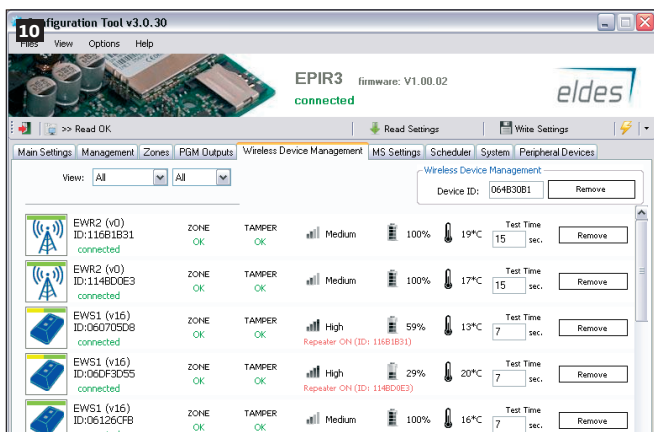 10
figuration Tool v3.0.30
Files View Options Help
EPIR3 firmware: V1.00.02
connected
eldes
>> Read OK Read Settings Write Settings
Main Settings Management Zones PGM Outputs Wireless Device Management MS Settings Scheduler System Peripheral Devices
View: All All
Wireless Device Management
Device ID: 064B30B1 Remove
EWR2 (v0) ZONE TAMPER Test Time
ID:116B1B31 OK OK Medium 100% 19°C 15 sec. Remove
connected
EWR2 (v0) ZONE TAMPER Test Time
ID:114BD0E3 OK OK Medium 100% 17°C 15 sec. Remove
connected
EWS1 (v16) ZONE TAMPER Test Time
ID:060705D8 OK OK High 59% 13°C 7 sec. Remove
connected Repeater ON (ID: 116B1B31)
EWS1 (v16) ZONE TAMPER Test Time
ID:06DF3D55 OK OK High 29% 20°C 7 sec. Remove
connected Repeater ON (ID: 114BD0E3)
EWS1 (v16) ZONE TAMPER Test Time
ID:06126CFB OK OK Medium 100% 16°C 7 sec. Remove